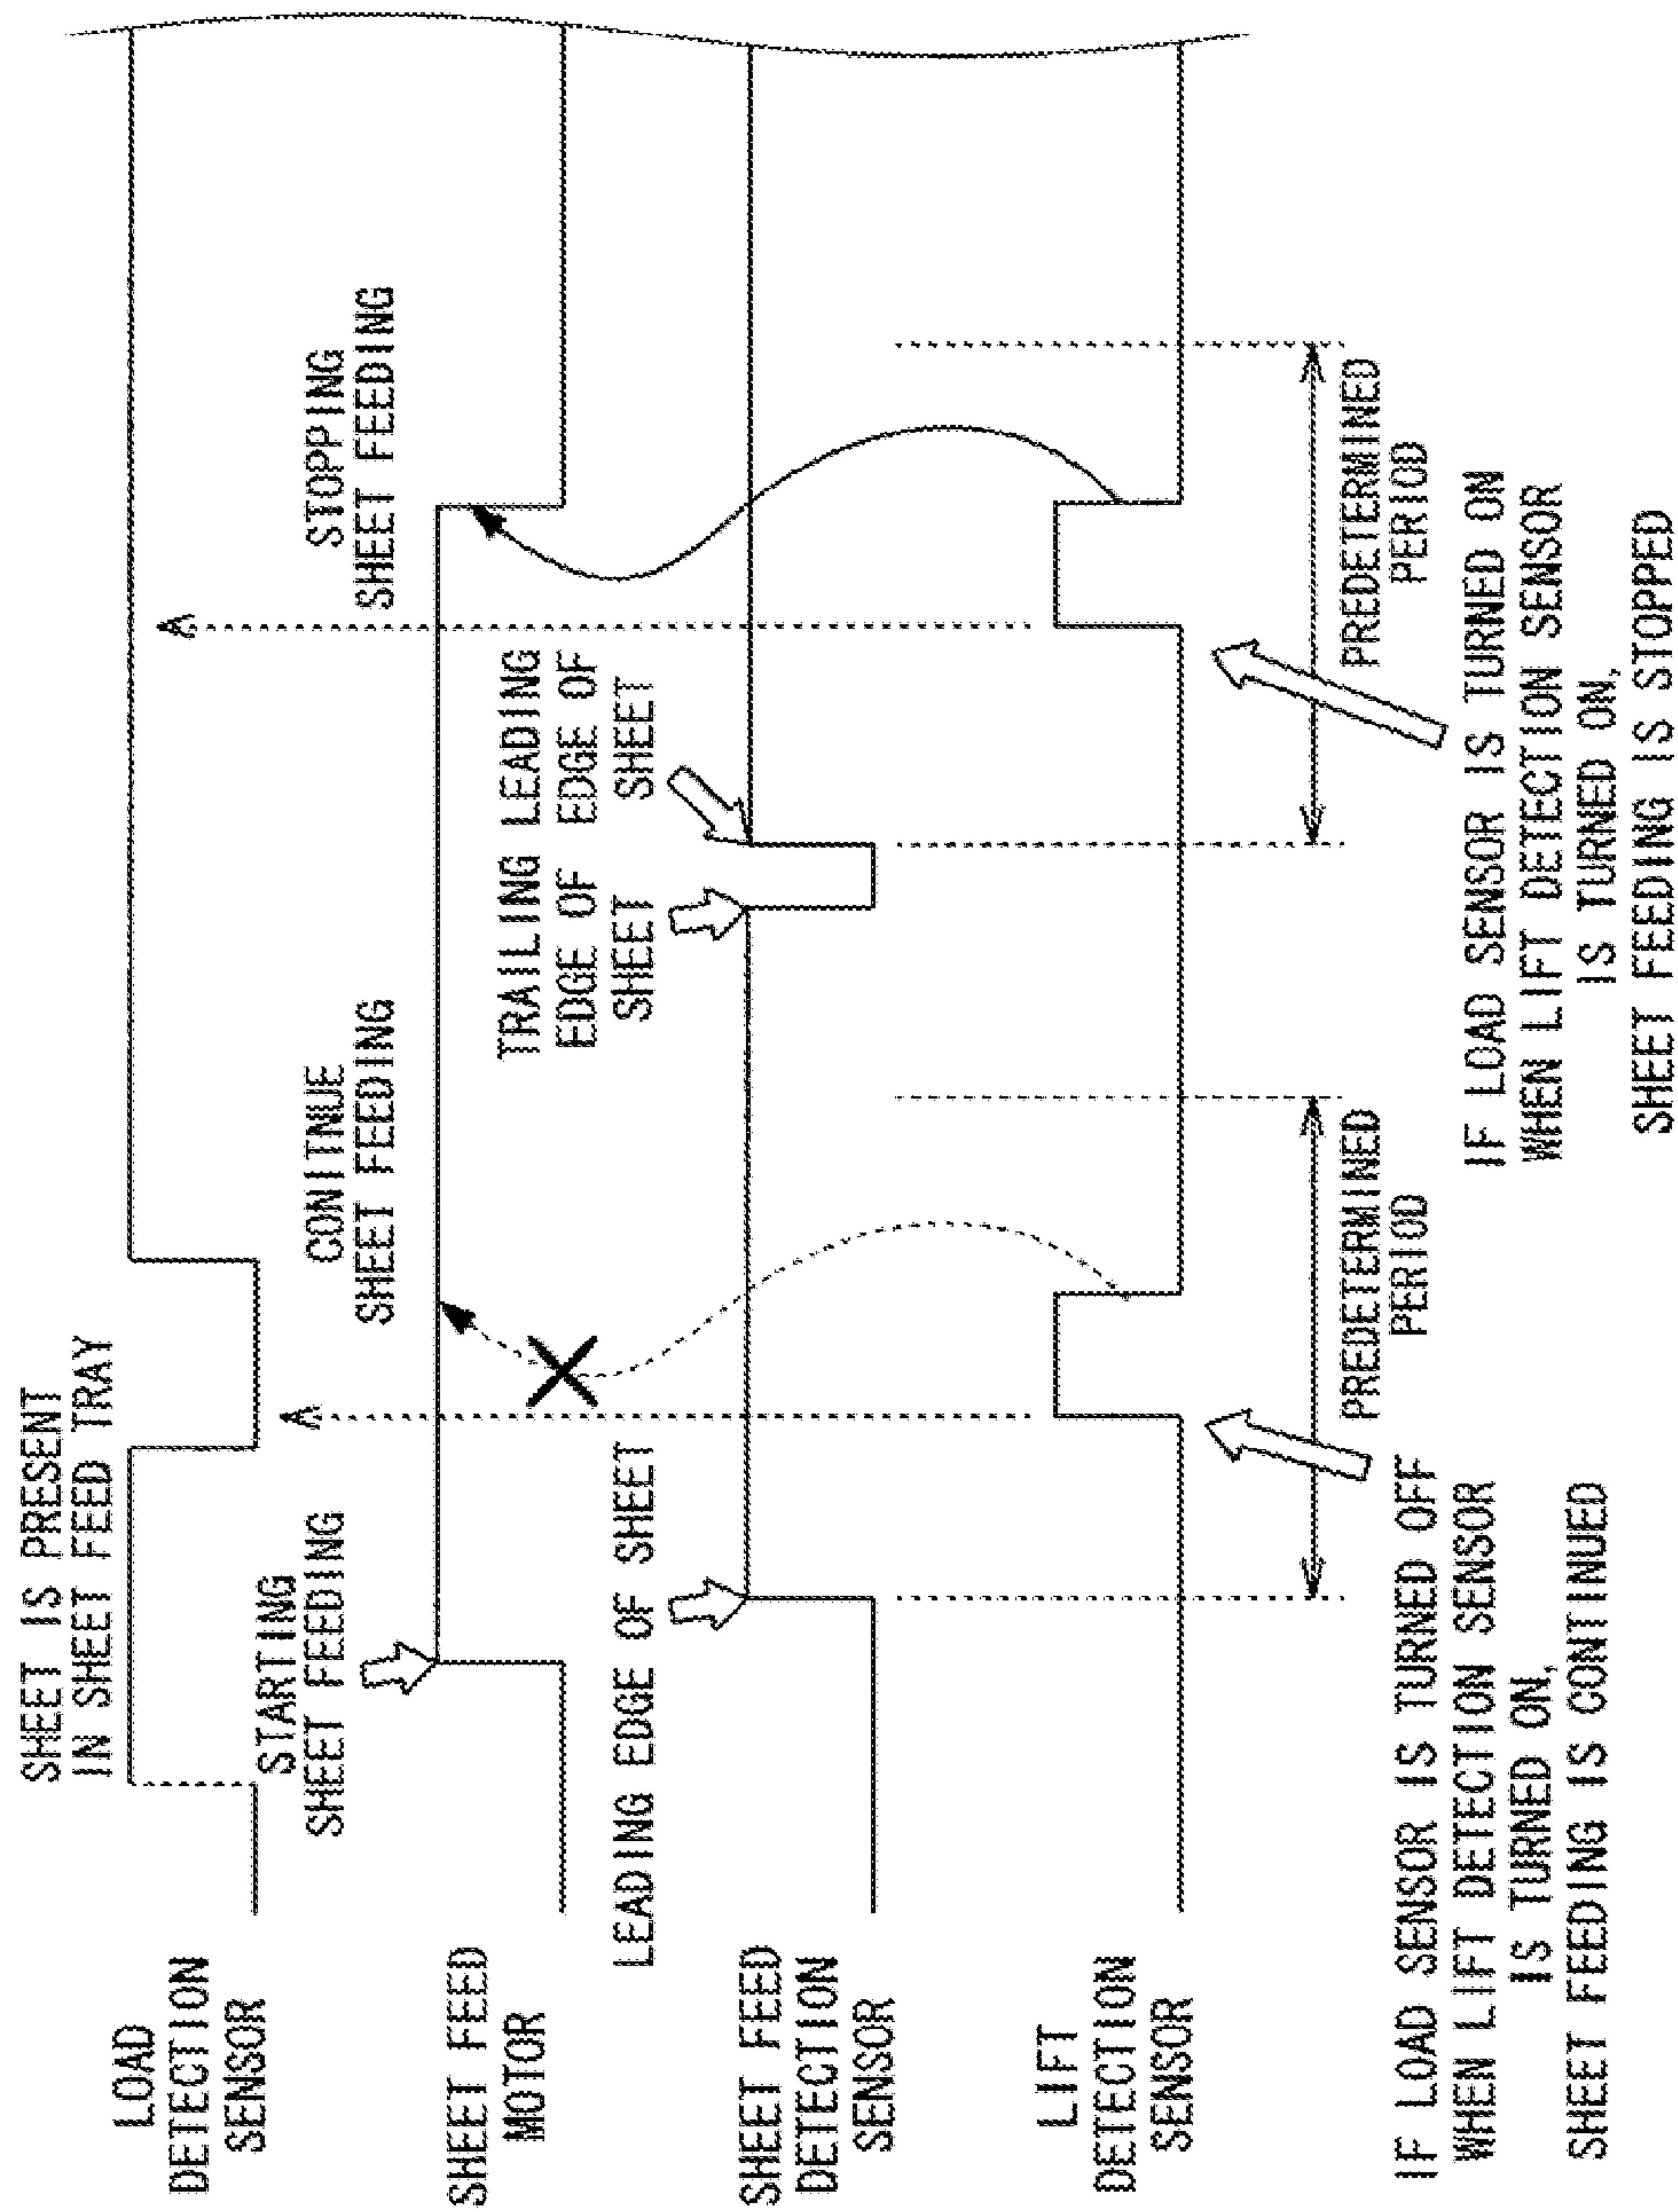 SHEET IS PRESENT
IN SHEET FEED TRAY
LOAD
DETECTION
SENSOR
STARTING
SHEET FEEDING
CONITNUE
SHEET FEEDING
STOPPING
SHEET FEEDING
SHEET FEED
MOTOR
LEADING EDGE OF SHEET
TRAILING LEADING
EDGE OF EDGE OF
SHEET SHEET
SHEET FEED
DETECTION
SENSOR
LIFT
DETECTION
SENSOR
PREDETERMINED
PERIOD
PREDETERMINED
PERIOD
IF LOAD SENSOR IS TURNED OFF
WHEN LIFT DETECTION SENSOR
IS TURNED ON,
SHEET FEEDING IS CONTINUED
IF LOAD SENSOR IS TURNED ON
WHEN LIFT DETECTION SENSOR
IS TURNED ON,
SHEET FEEDING IS STOPPED